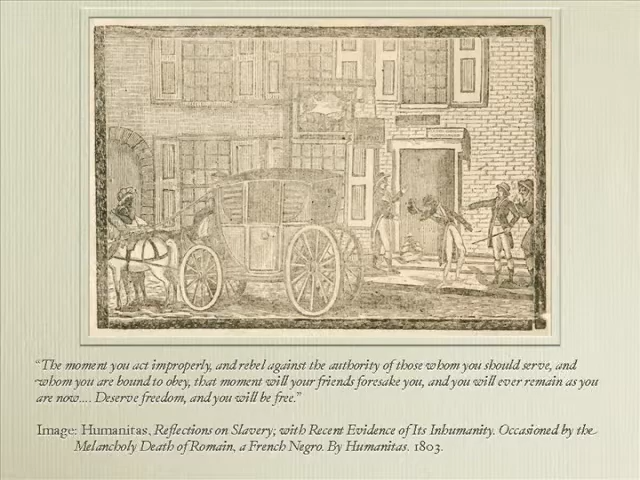 “The moment you act improperly, and rebel against the authority of those whom you should serve, and
whom you are bound to obey, that moment will your friends foresake you, and you will ever remain as you
are now.... Deserve freedom, and you will be free.”
Image: Humanitas, Reflections on Slavery; with Recent Evidence of Its Inhumanity. Occasioned by the
Melancholy Death of Romain, a French Negro. By Humanitas. 1803.